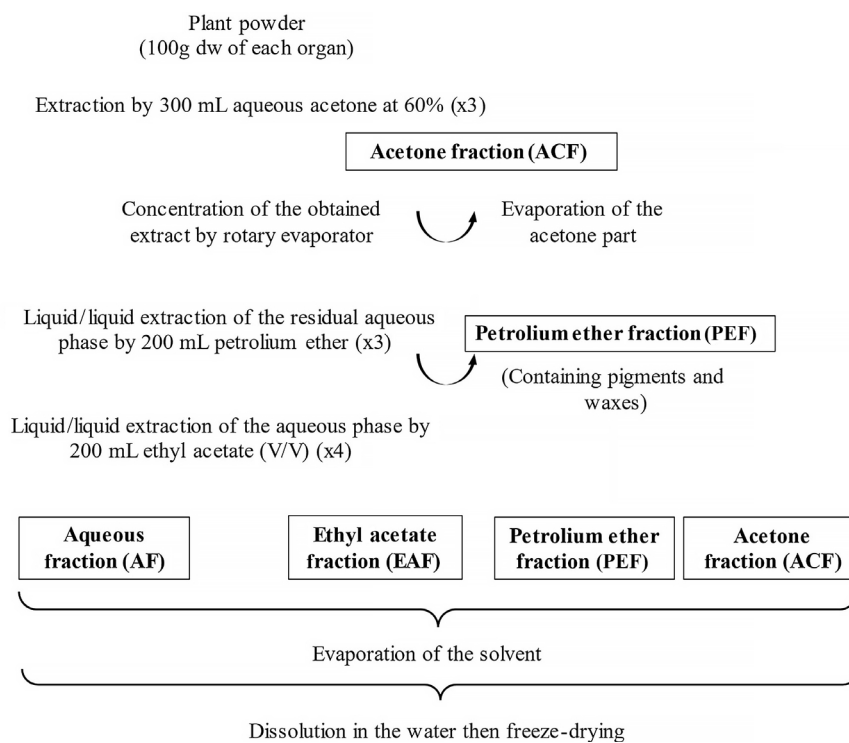 Plant powder
(100g dw of each organ)
Extraction by 300 mL aqueous acetone at 60% (x3)
Acetone fraction (ACF)
Concentration of the obtained
extract by rotary evaporator
Evaporation of the
acetone part
Liquid/liquid extraction of the residual aqueous
phase by 200 mL petrolium ether (x3)
Petrolium ether fraction (PEF)
(Containing pigments and
waxes)
Liquid/liquid extraction of the aqueous phase by
200 mL ethyl acetate (V/V) (x4)
Aqueous
fraction (AF)
Ethyl acetate
fraction (EAF)
Petrolium ether
fraction (PEF)
Acetone
fraction (ACF)
Evaporation of the solvent
Dissolution in the water then freeze-drying